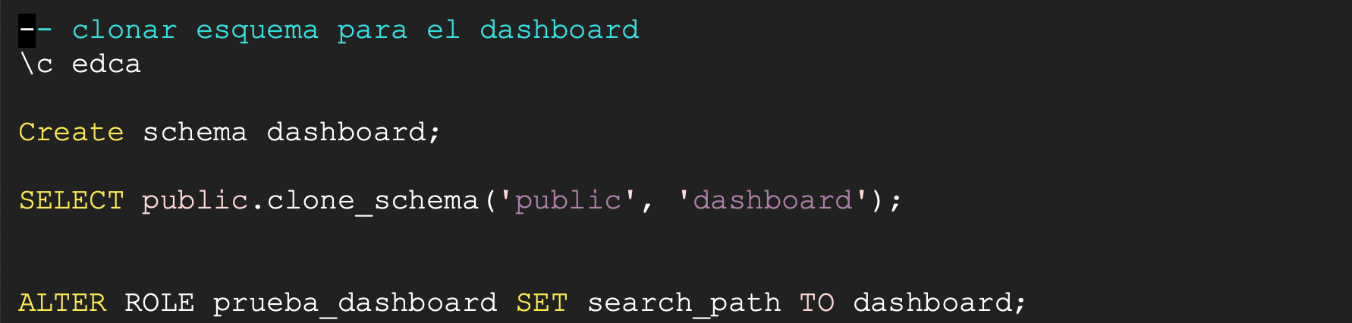 -- clonar esquema para el dashboard
\c edca
Create schema dashboard;
SELECT public.clone_schema('public', 'dashboard');
ALTER ROLE prueba_dashboard SET search_path TO dashboard;